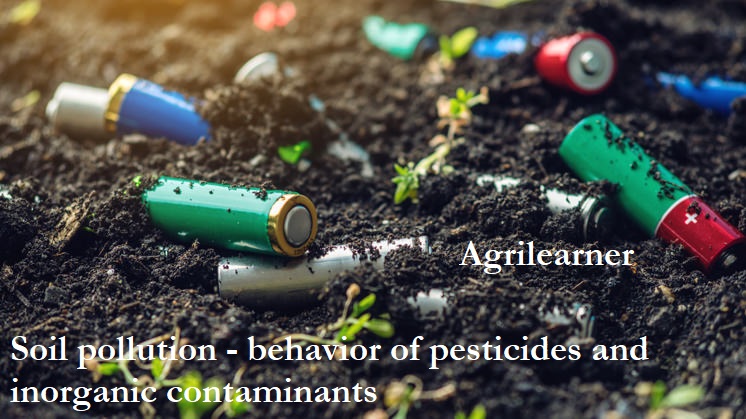 Agrilearner
Soil pollution - behavior of pesticides and
inorganic contaminants